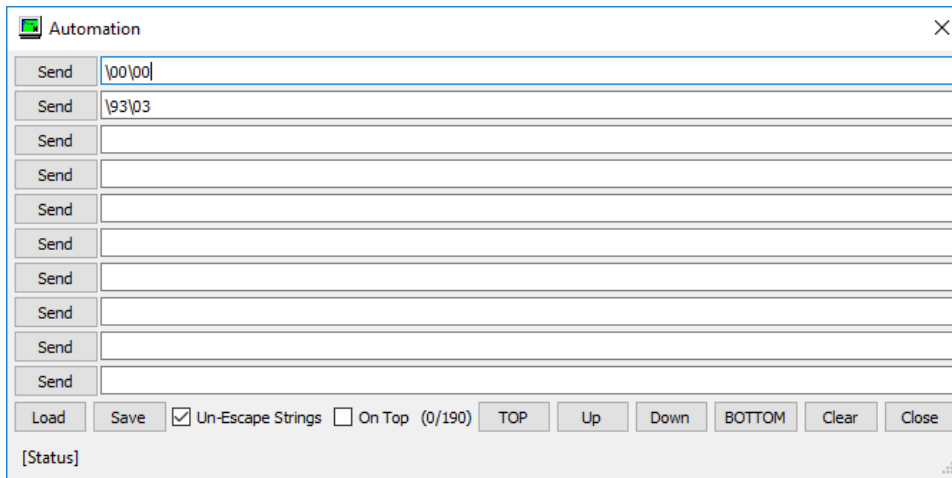 Automation
Send \00\00
Send \93\03
Send
Send
Send
Send
Send
Send
Send
Send
Load Save Un-Escape Strings On Top (0/190) TOP Up Down BOTTOM Clear Close
[Status]